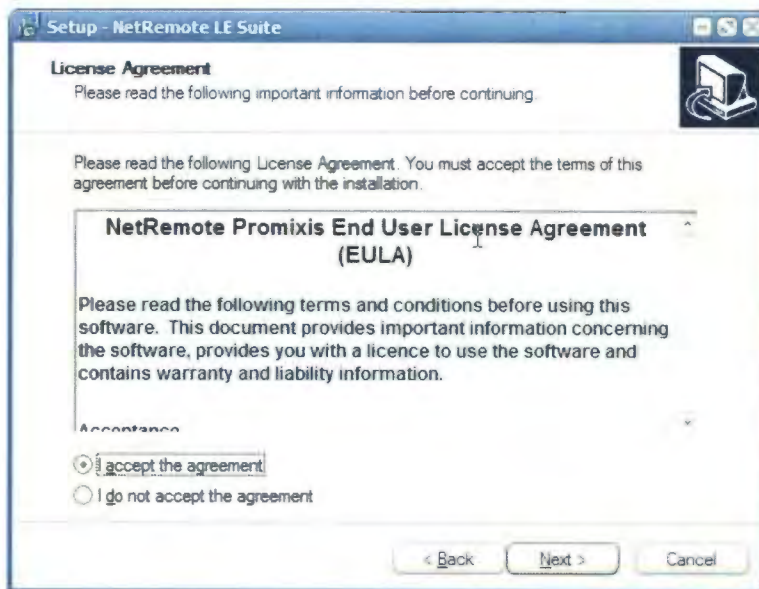 Setup - NetRemote LE Suite
License Agreement
Please read the following important information before continuing.
Please read the following License Agreement. You must accept the terms of this
agreement before continuing with the installation.
NetRemote Promixis End User License Agreement
(EULA)
Please read the following terms and conditions before using this
software. This document provides important information concerning
the software, provides you with a licence to use the software and
contains warranty and liability information.
Acceptance
I accept the agreement
I do not accept the agreement
< Back
Next >
Cancel